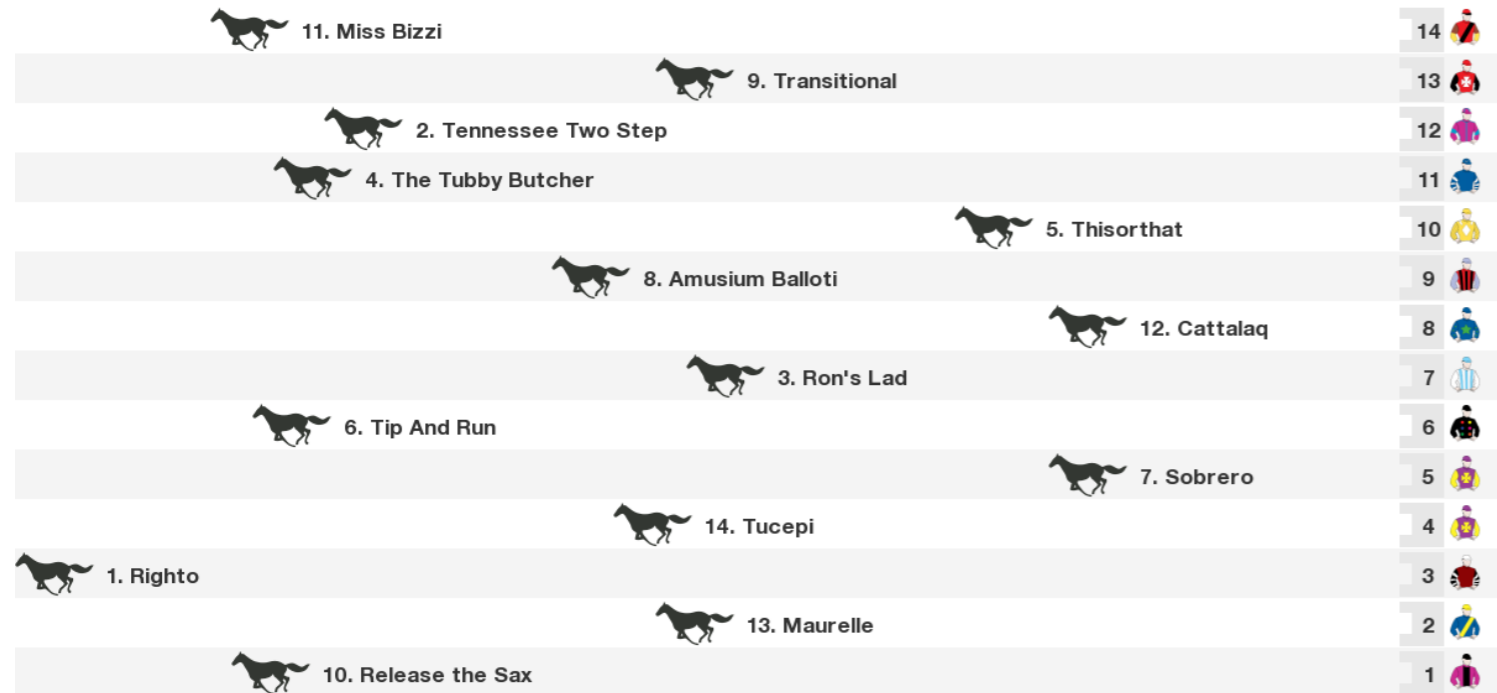 11. Miss Bizzi 14
9. Transitional 13
2. Tennessee Two Step 12
4. The Tubby Butcher 11
5. Thisorthat 10
8. Amusium Balloti 9
12. Cattalaq 8
3. Ron's Lad 7
6. Tip And Run 6
7. Sobrero 5
14. Tucepi 4
1. Righto 3
13. Maurelle 2
10. Release the Sax 1